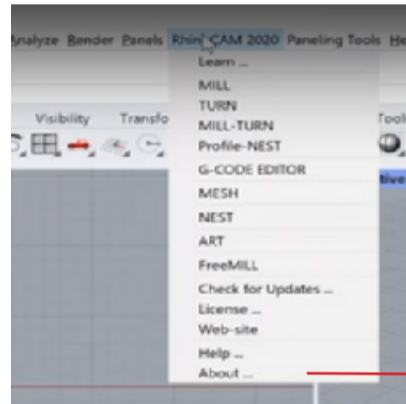 Analyze Render Panels RhinoCAM 2020 Paneling Tools He
Learn ...
MILL
TURN
Visibility Transfo MILL-TURN Tool
Profile-NEST
G-CODE EDITOR
tive
MESH
NEST
ART
FreeMILL
Check for Updates ...
License ...
Web-site
Help ...
About ...